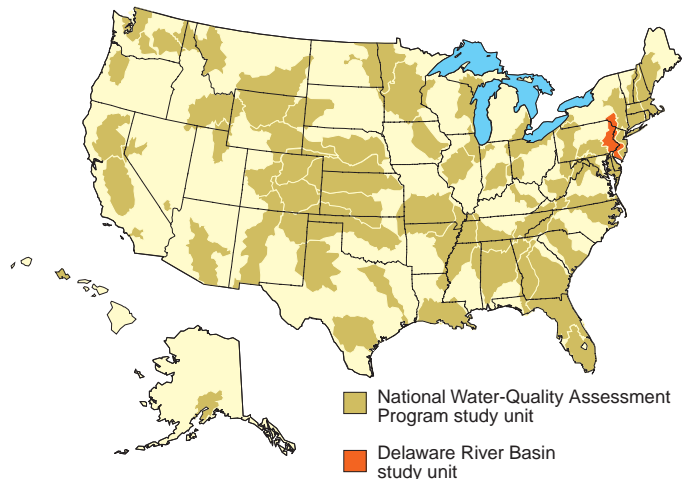 National Water-Quality Assessment
Program study unit
Delaware River Basin
study unit